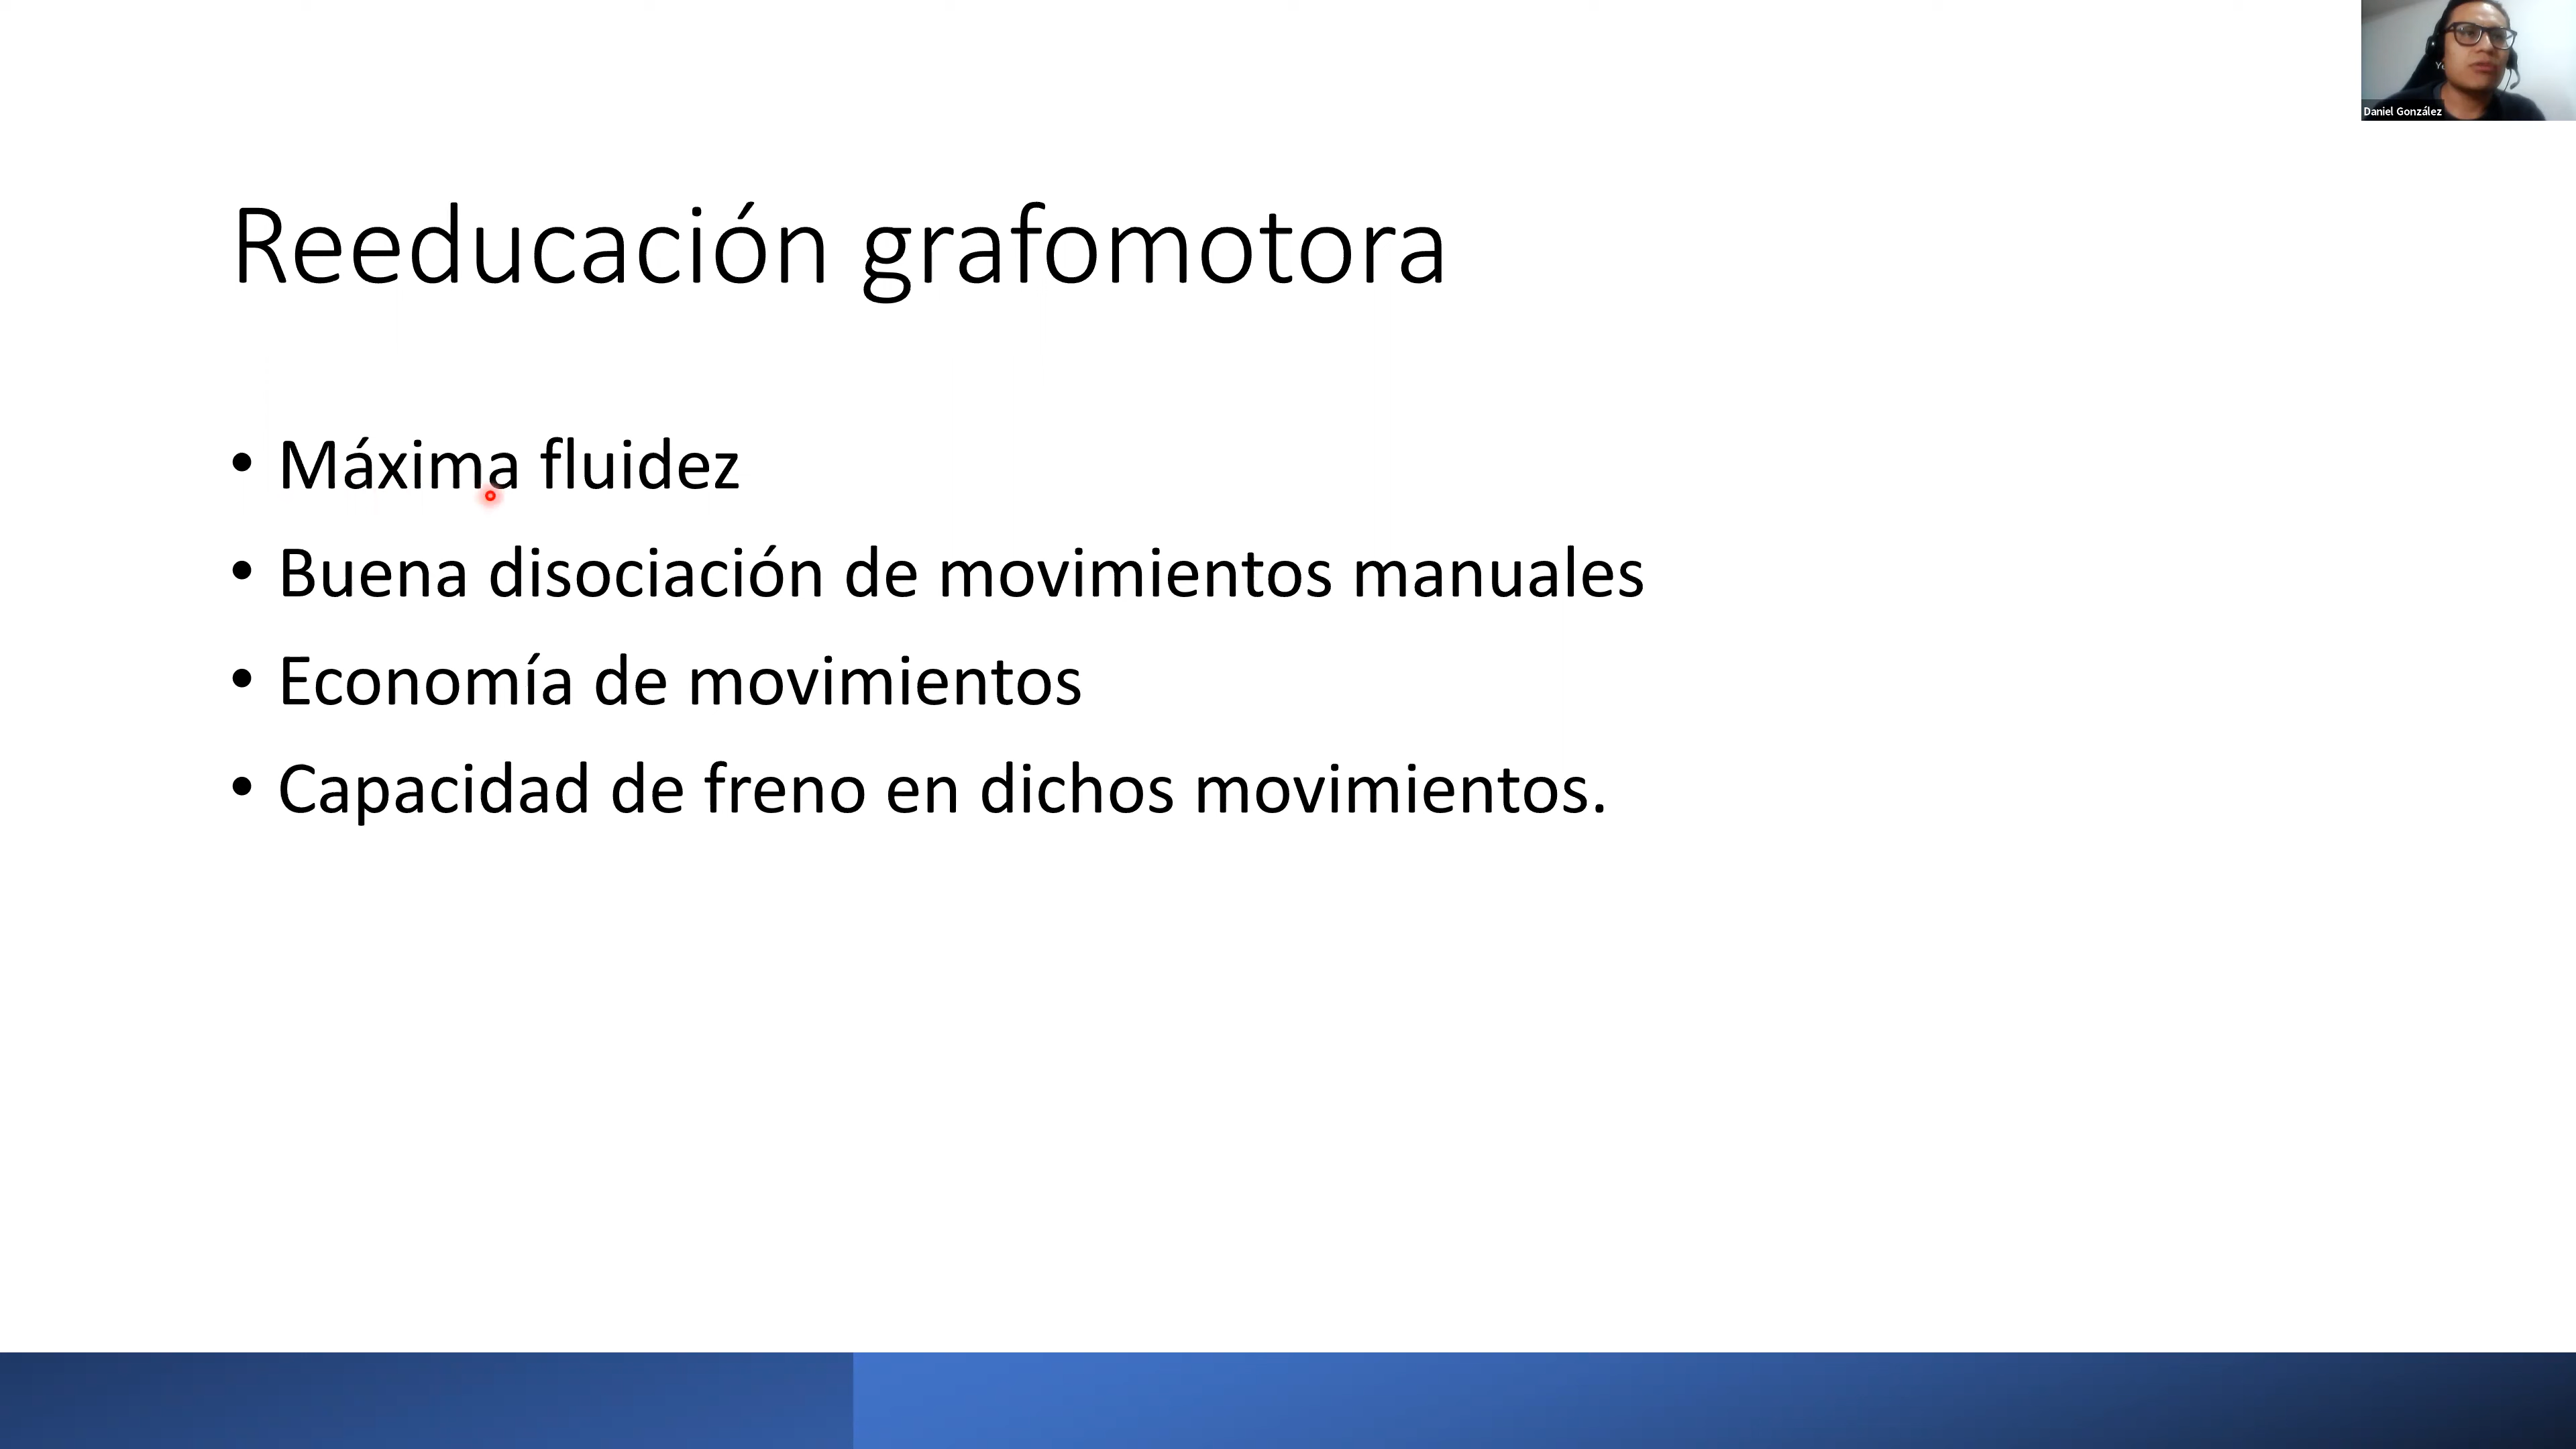 Daniel González
Reeducación grafomotora
• Máxima fluidez
• Buena disociación de movimientos manuales
• Economía de movimientos
• Capacidad de freno en dichos movimientos.